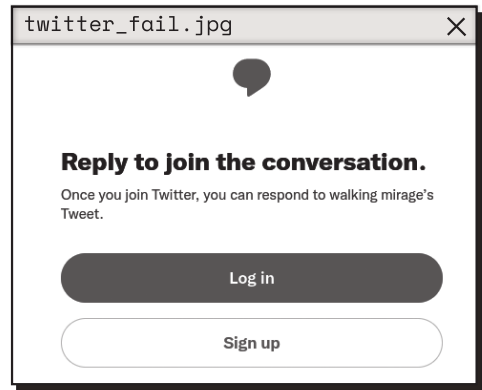 twitter_fail.jpg
Reply to join the conversation.
Once you join Twitter, you can respond to walking mirage's
Tweet.
Log in
Sign up